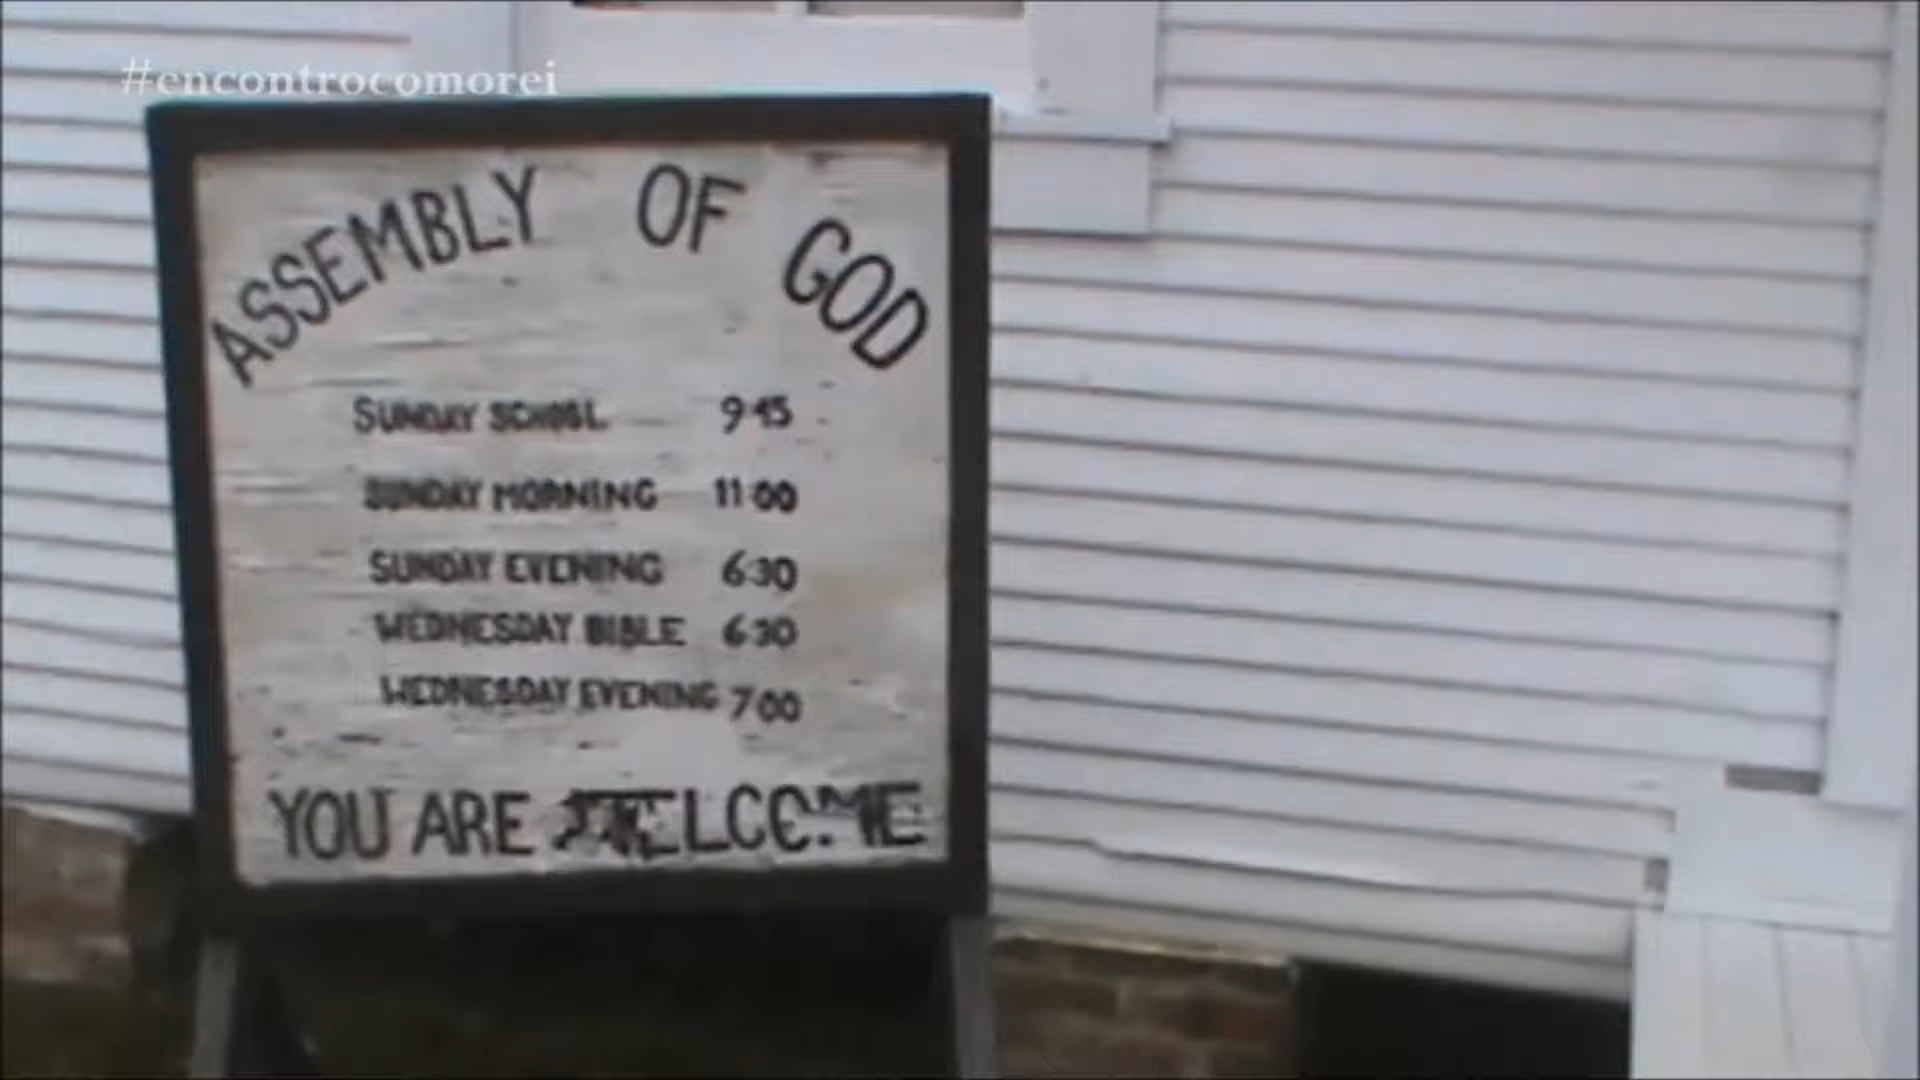 #encontrocomorei
ASSEMBLY OF GOD
SUNDAY SCHOOL 9:45
SUNDAY MORNING 11:00
SUNDAY EVENING 6:30
WEDNESDAY BIBLE 6:30
WEDNESDAY EVENING 7:00
YOU ARE WELCOME